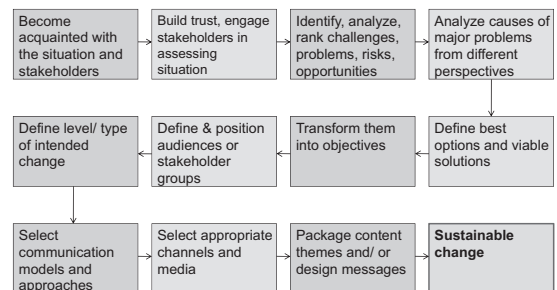 Become
acquainted with
the situation and
stakeholders
Build trust, engage
stakeholders in
assessing
situation
Identify, analyze,
rank challenges,
problems, risks,
opportunities
Analyze causes of
major problems
from different
perspectives
Define best
options and viable
solutions
Transform them
into objectives
Define & position
audiences or
stakeholder
groups
Define level/ type
of intended
change
Select
communication
models and
approaches
Select appropriate
channels and
media
Package content
themes and/ or
design messages
Sustainable
change